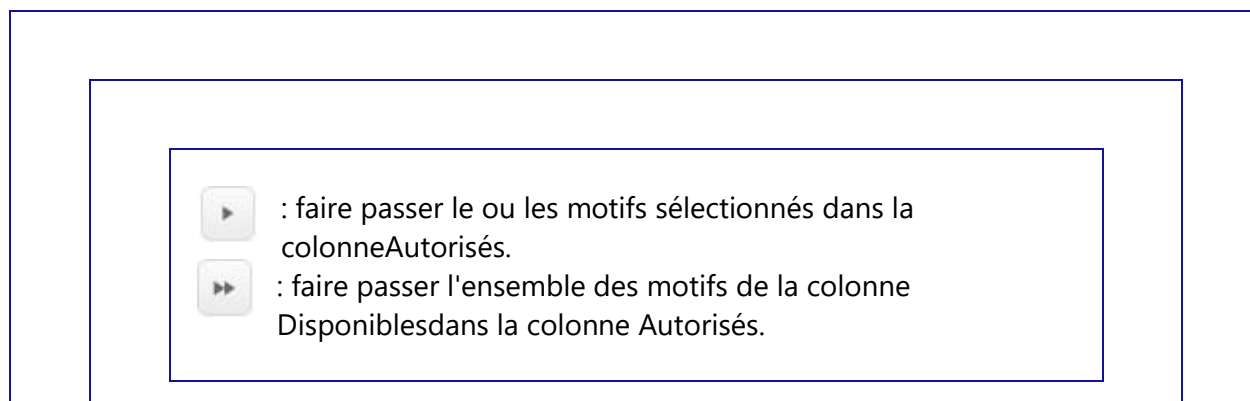 : faire passer le ou les motifs sélectionnés dans la
colonneAutorisés.
: faire passer l'ensemble des motifs de la colonne
Disponiblesdans la colonne Autorisés.